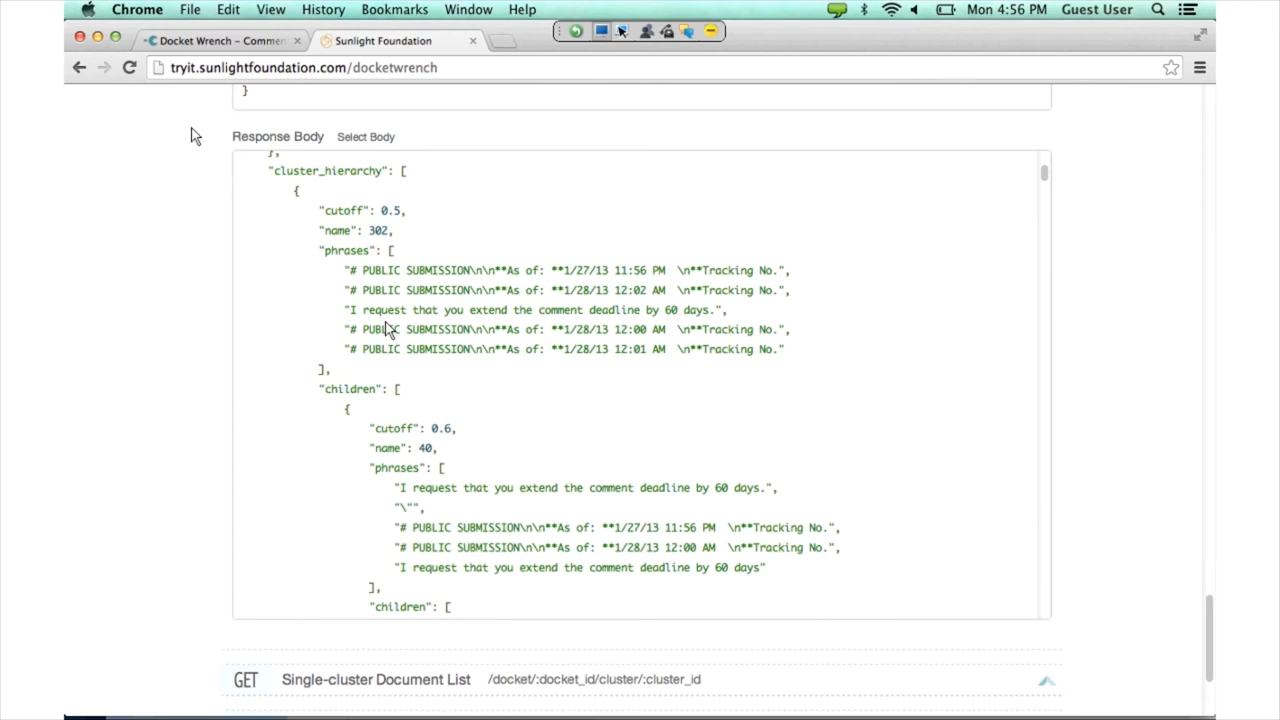 Chrome File Edit View History Bookmarks Window Help Mon 4:56 PM Guest User
Docket Wrench – Commen Sunlight Foundation
tryit.sunlightfoundation.com/docketwrench
}
Response Body Select Body
},
"cluster_hierarchy": [
{
"cutoff": 0.5,
"name": 302,
"phrases": [
"# PUBLIC SUBMISSION\n\n**As of: **1/27/13 11:56 PM  \n**Tracking No.",
"# PUBLIC SUBMISSION\n\n**As of: **1/28/13 12:02 AM  \n**Tracking No.",
"I request that you extend the comment deadline by 60 days.",
"# PUBLIC SUBMISSION\n\n**As of: **1/28/13 12:00 AM  \n**Tracking No.",
"# PUBLIC SUBMISSION\n\n**As of: **1/28/13 12:01 AM  \n**Tracking No."
],
"children": [
{
"cutoff": 0.6,
"name": 40,
"phrases": [
"I request that you extend the comment deadline by 60 days.",
"\"",
"# PUBLIC SUBMISSION\n\n**As of: **1/27/13 11:56 PM  \n**Tracking No.",
"# PUBLIC SUBMISSION\n\n**As of: **1/28/13 12:00 AM  \n**Tracking No.",
"I request that you extend the comment deadline by 60 days"
],
"children": [
GET Single-cluster Document List /docket/:docket_id/cluster/:cluster_id